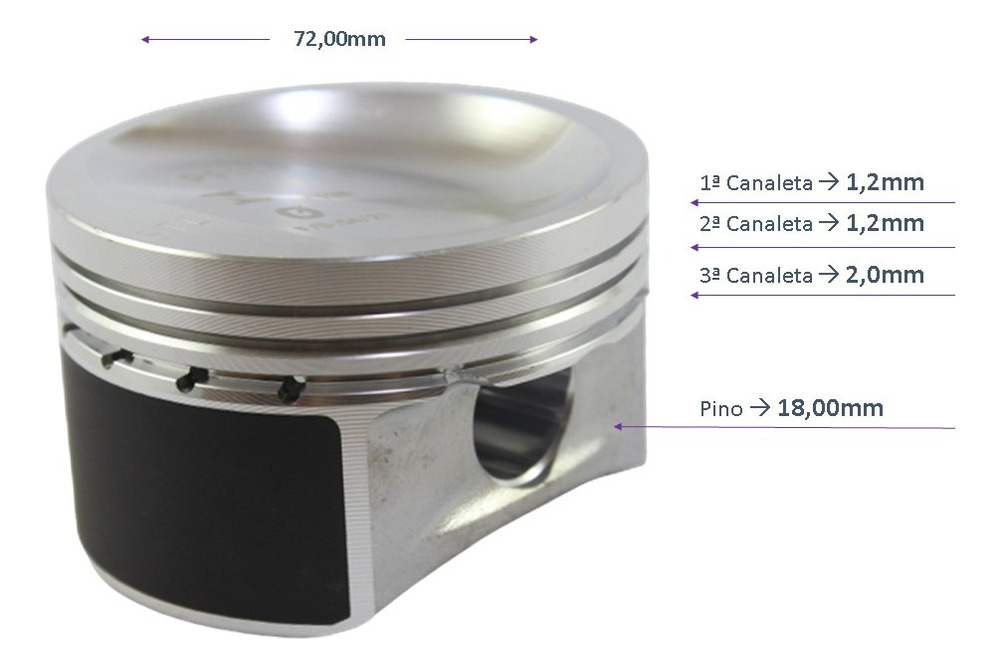 72,00mm
1ª Canaleta → 1,2mm
2ª Canaleta → 1,2mm
3ª Canaleta → 2,0mm
Pino → 18,00mm
G